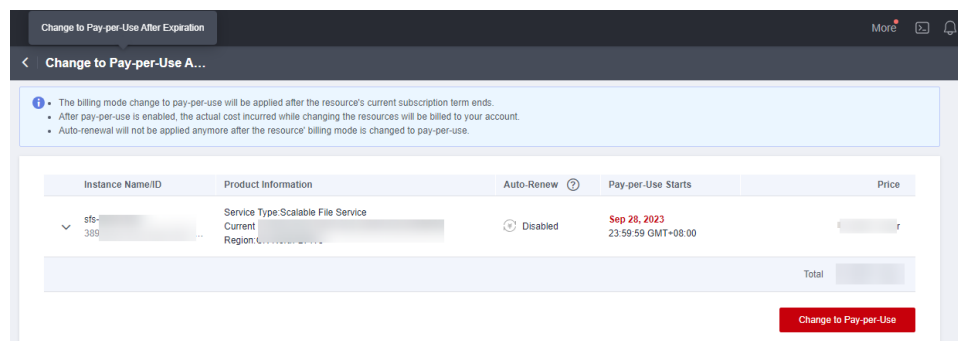 Change to Pay-per-Use After Expiration
More
Change to Pay-per-Use A...
The billing mode change to pay-per-use will be applied after the resource's current subscription term ends.
After pay-per-use is enabled, the actual cost incurred while changing the resources will be billed to your account.
Auto-renewal will not be applied anymore after the resource' billing mode is changed to pay-per-use.
Instance Name/ID Product Information Auto-Renew ? Pay-per-Use Starts Price
sfs-
389 ...
Service Type:Scalable File Service
Current
Region:
Disabled
Sep 28, 2023
23:59:59 GMT+08:00
Total
Change to Pay-per-Use